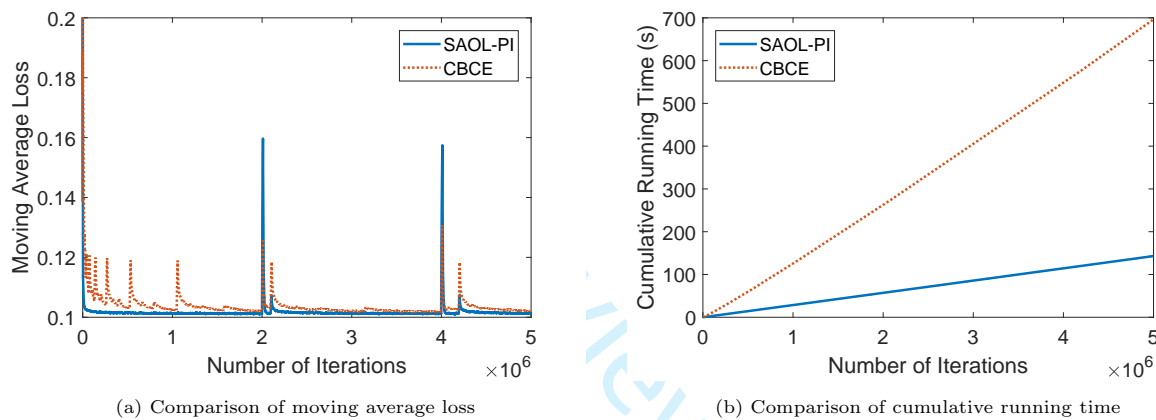 0.2
0.18
0.16
0.14
0.12
0.1
Moving Average Loss
SAOL-PI
CBCE
0 1 2 3 4 5
Number of Iterations
×10^6
(a) Comparison of moving average loss
700
600
500
400
300
200
100
0
Cumulative Running Time (s)
SAOL-PI
CBCE
0 1 2 3 4 5
Number of Iterations
×10^6
(b) Comparison of cumulative running time